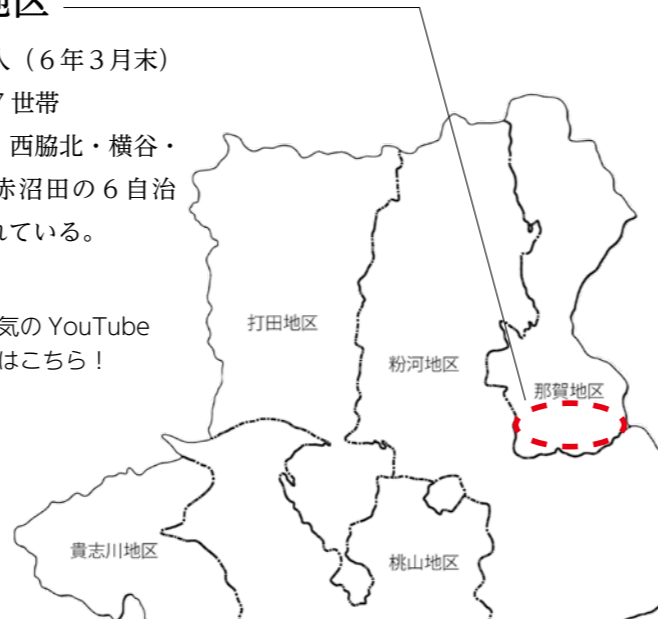 地区
人（６年３月末）
７世帯
西脇北・横谷・
赤沼田の６自治
れている。
気の YouTube
はこちら！
打田地区
粉河地区
那賀地区
貴志川地区
桃山地区